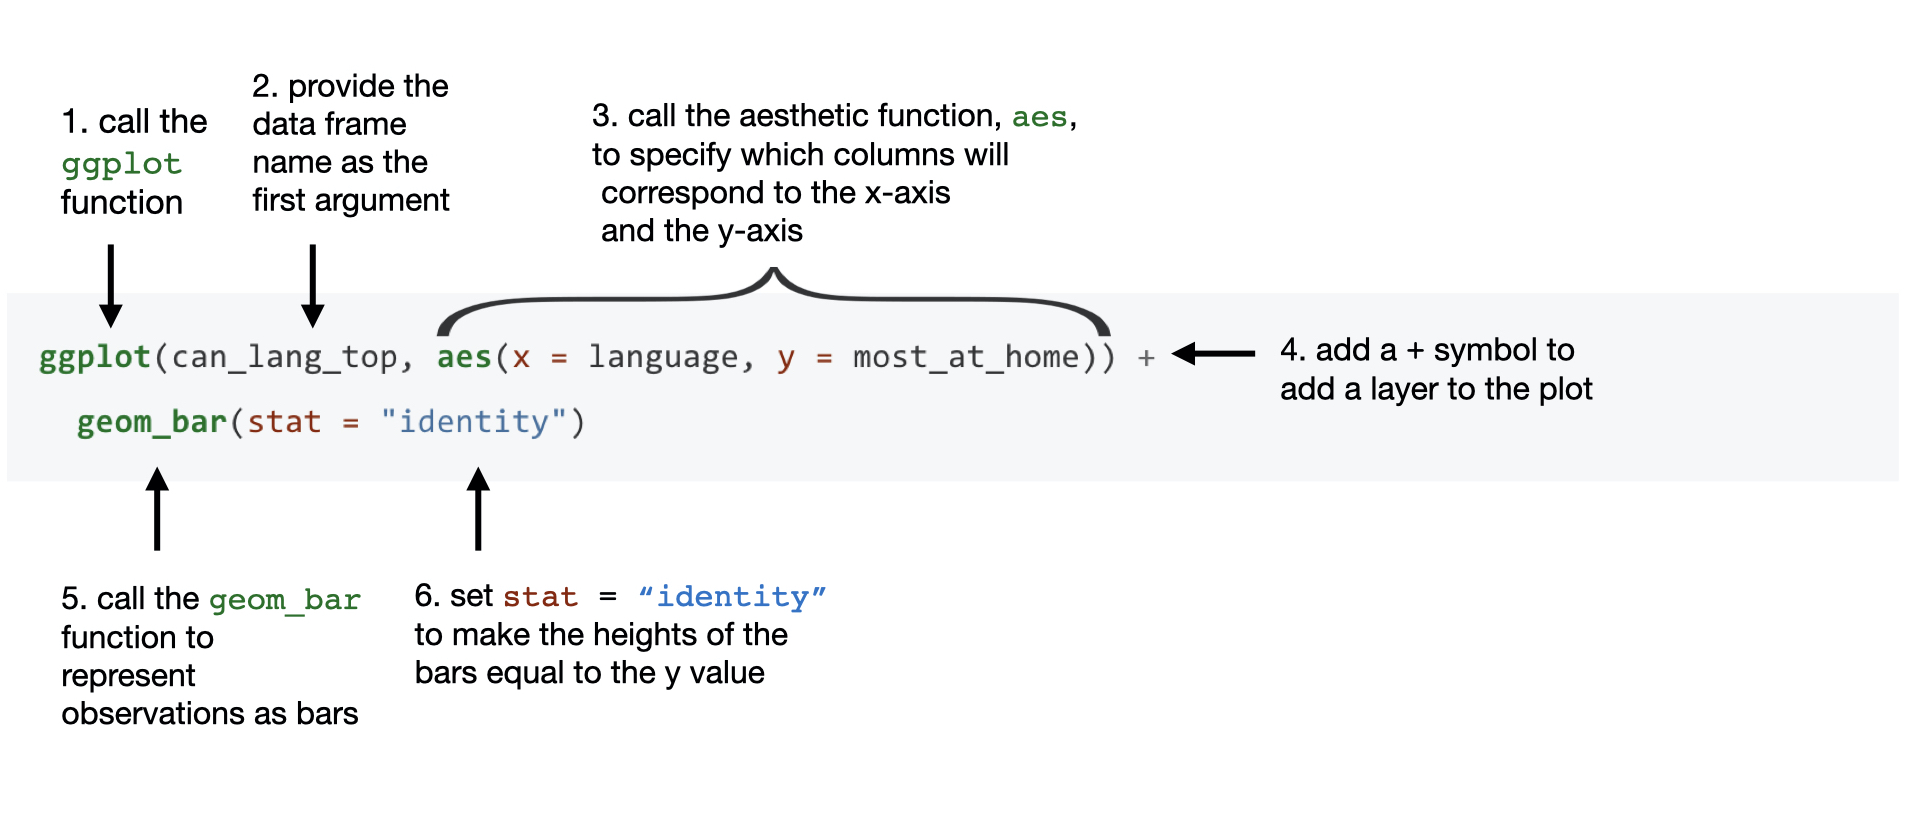 1. call the
ggplot
function
2. provide the
data frame
name as the
first argument
3. call the aesthetic function, aes,
to specify which columns will
correspond to the x-axis
and the y-axis
ggplot(can_lang_top, aes(x = language, y = most_at_home)) +
geom_bar(stat = "identity")
4. add a + symbol to
add a layer to the plot
5. call the geom_bar
function to
represent
observations as bars
6. set stat = “identity”
to make the heights of the
bars equal to the y value